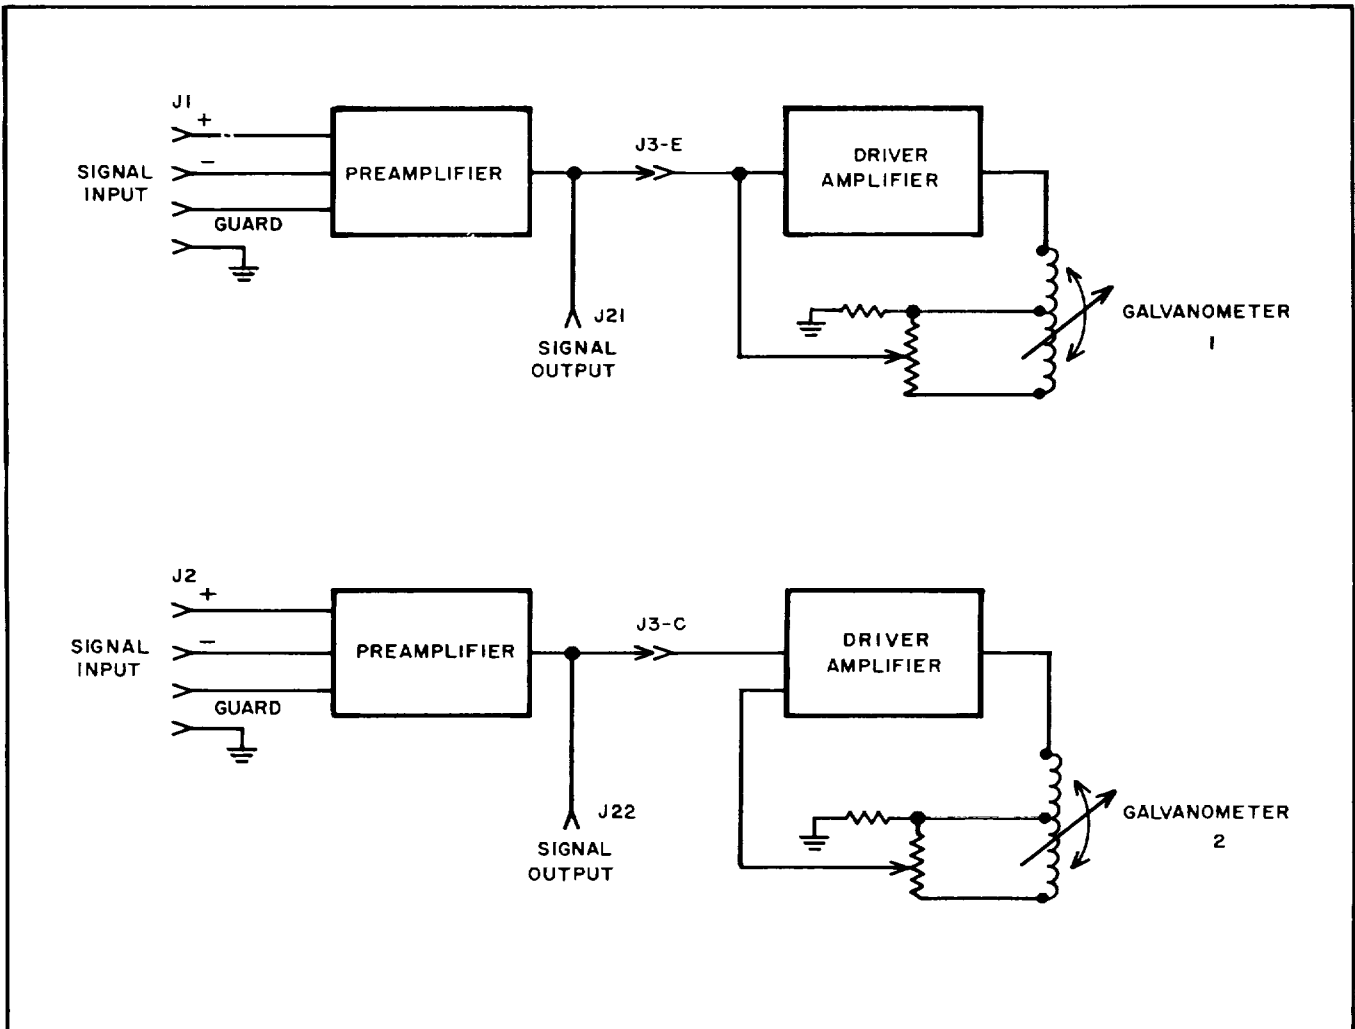 J1
+
SIGNAL
INPUT
−
GUARD
PREAMPLIFIER
J3-E
J21
SIGNAL
OUTPUT
DRIVER
AMPLIFIER
GALVANOMETER
1
J2
+
SIGNAL
INPUT
−
GUARD
PREAMPLIFIER
J3-C
J22
SIGNAL
OUTPUT
DRIVER
AMPLIFIER
GALVANOMETER
2